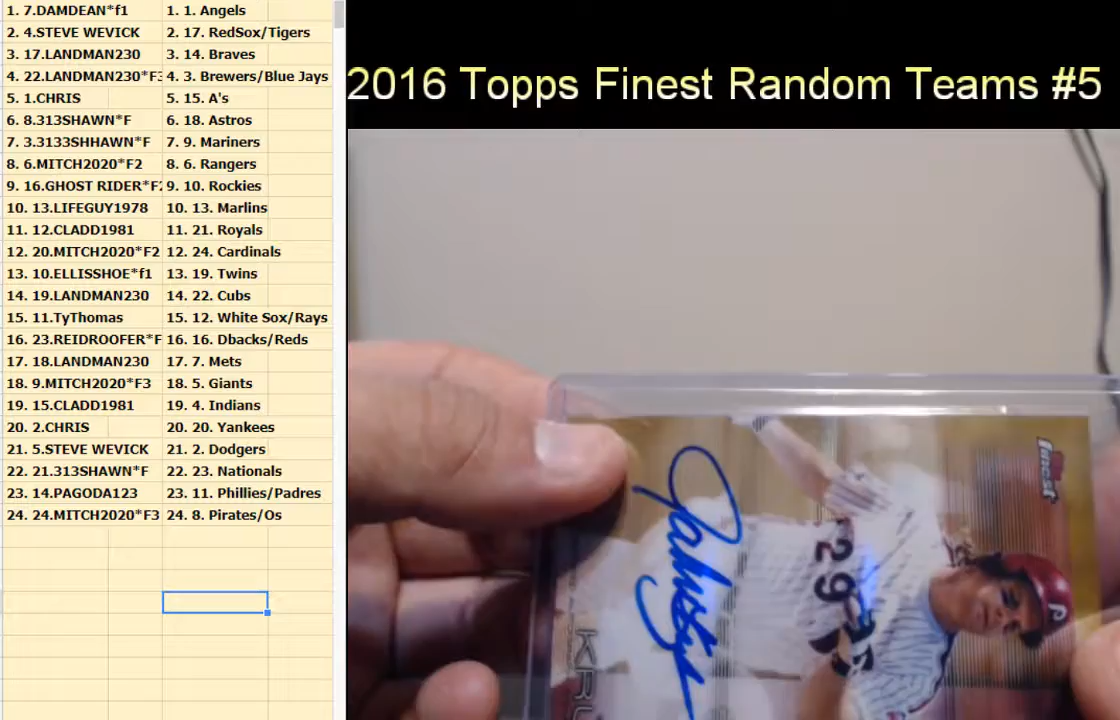 2016 Topps Finest Random Teams #5
1. 7.DAMDEAN*f1 1. 1. Angels
2. 4.STEVE WEVICK 2. 17. RedSox/Tigers
3. 17.LANDMAN230 3. 14. Braves
4. 22.LANDMAN230*F3 4. 3. Brewers/Blue Jays
5. 1.CHRIS 5. 15. A's
6. 8.313SHAWN*F 6. 18. Astros
7. 3.3133SHHAWN*F 7. 9. Mariners
8. 6.MITCH2020*F2 8. 6. Rangers
9. 16.GHOST RIDER*F2 9. 10. Rockies
10. 13.LIFEGUY1978 10. 13. Marlins
11. 12.CLADD1981 11. 21. Royals
12. 20.MITCH2020*F2 12. 24. Cardinals
13. 10.ELLISSHOE*f1 13. 19. Twins
14. 19.LANDMAN230 14. 22. Cubs
15. 11.TyThomas 15. 12. White Sox/Rays
16. 23.REIDROOFER*F 16. 16. Dbacks/Reds
17. 18.LANDMAN230 17. 7. Mets
18. 9.MITCH2020*F3 18. 5. Giants
19. 15.CLADD1981 19. 4. Indians
20. 2.CHRIS 20. 20. Yankees
21. 5.STEVE WEVICK 21. 2. Dodgers
22. 21.313SHAWN*F 22. 23. Nationals
23. 14.PAGODA123 23. 11. Phillies/Padres
24. 24.MITCH2020*F3 24. 8. Pirates/Os
finest
29
P
KRU